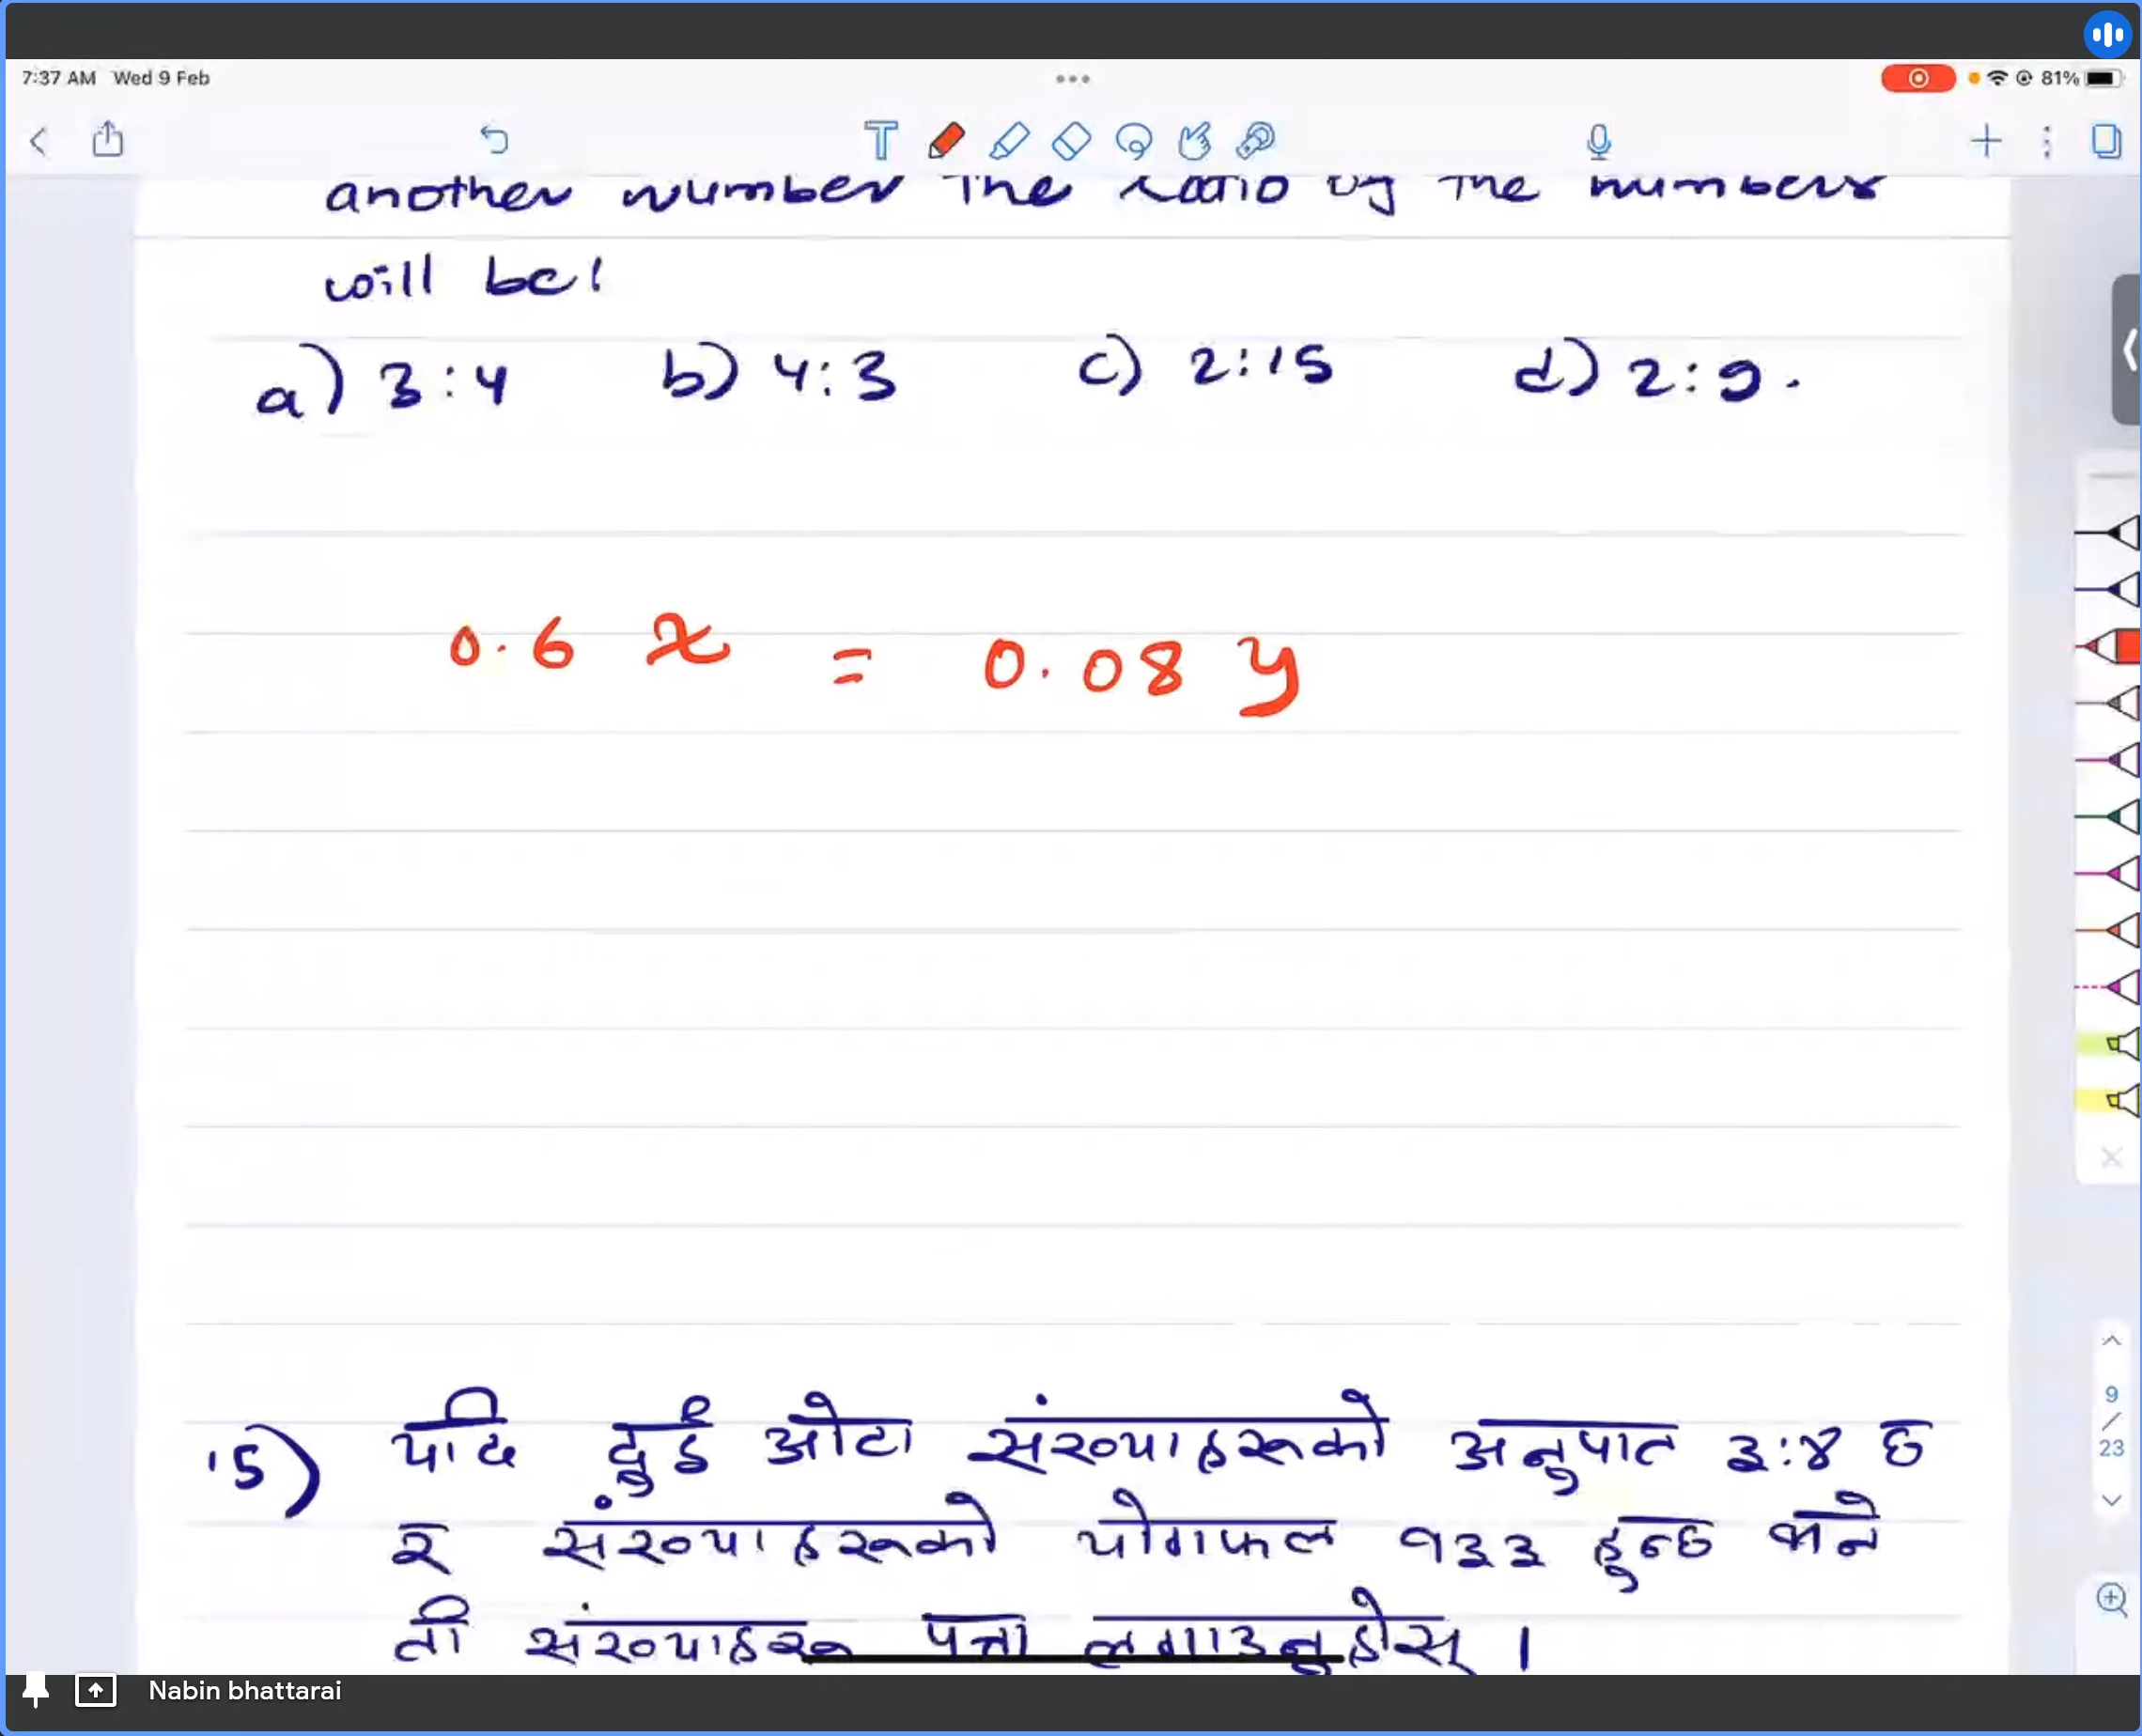 7:37 AM Wed 9 Feb
81%
another number the ratio of the numbers
will be!
a) 3:4 b) 4:3 c) 2:15 d) 2:9.
0.6 x = 0.08 y
9
/
23
15) यदि दुई ओटा संख्याहरूको अनुपात ३:४ छ
र संख्याहरूको योगफल १३३ हुन्छ भने
ती संख्याहरू पत्ता लगाउनुहोस् ।
Nabin bhattarai